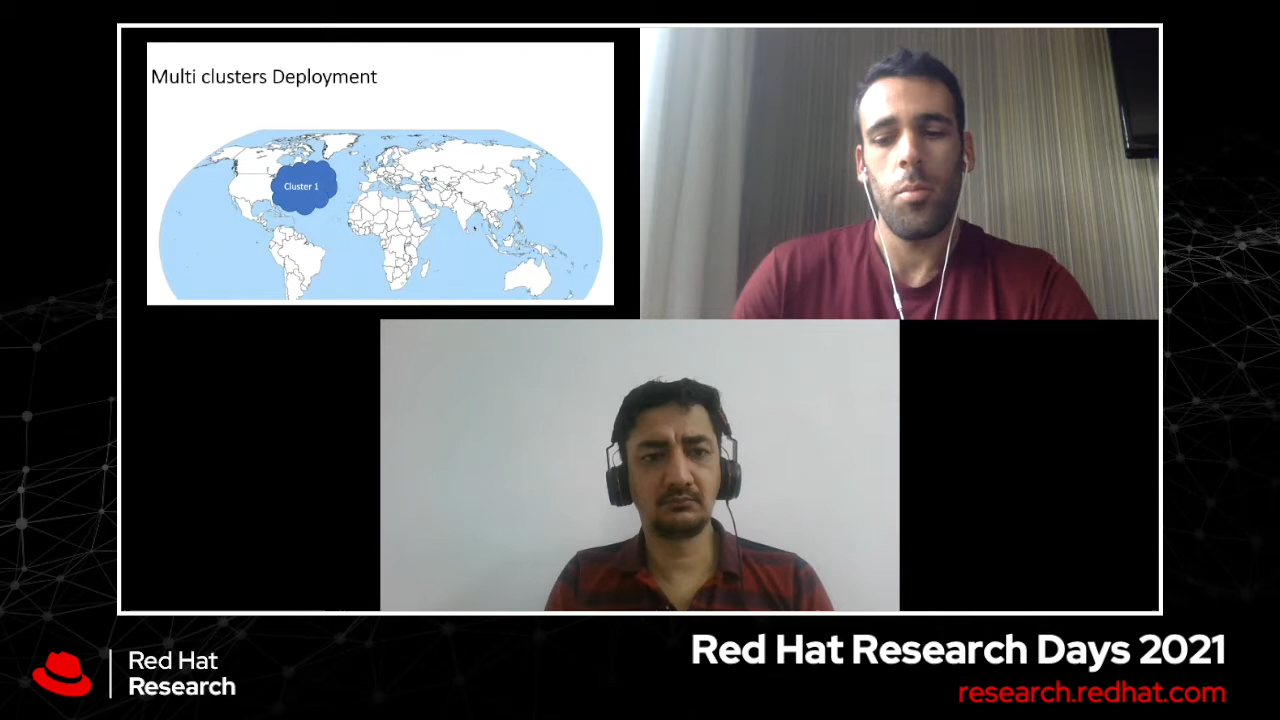 Multi clusters Deployment
Cluster 1
Red Hat
Research
Red Hat Research Days 2021
research.redhat.com